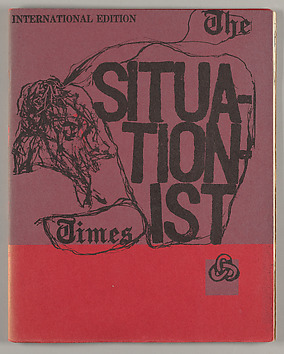 INTERNATIONAL EDITION
The
SITUA-
TION-
IST
Times